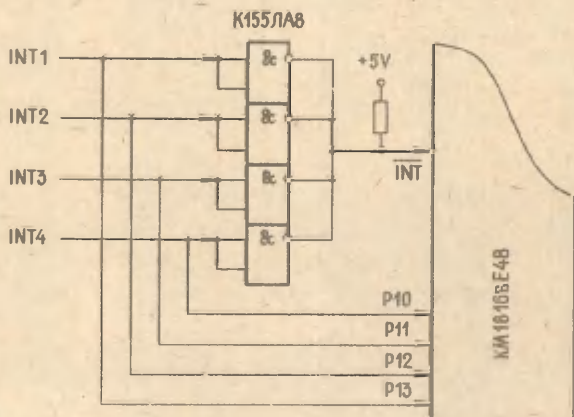 К155ЛА8
INT1
&
+5V
INT2
&
INT3
&
INT
INT4
&
P10
P11
P12
P13
КМ1816ВЕ48